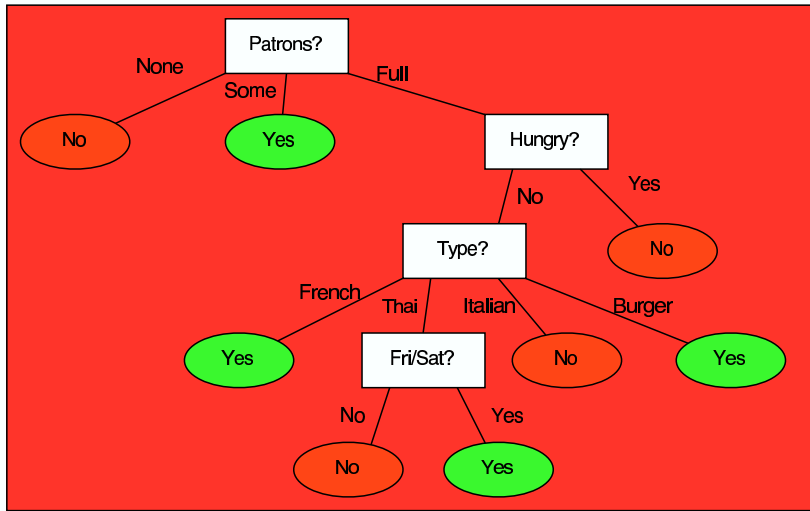 Patrons?
None
Some
Full
No
Yes
Hungry?
No
Yes
Type?
No
French
Thai
Italian
Burger
Yes
Fri/Sat?
No
Yes
No
Yes
No
Yes